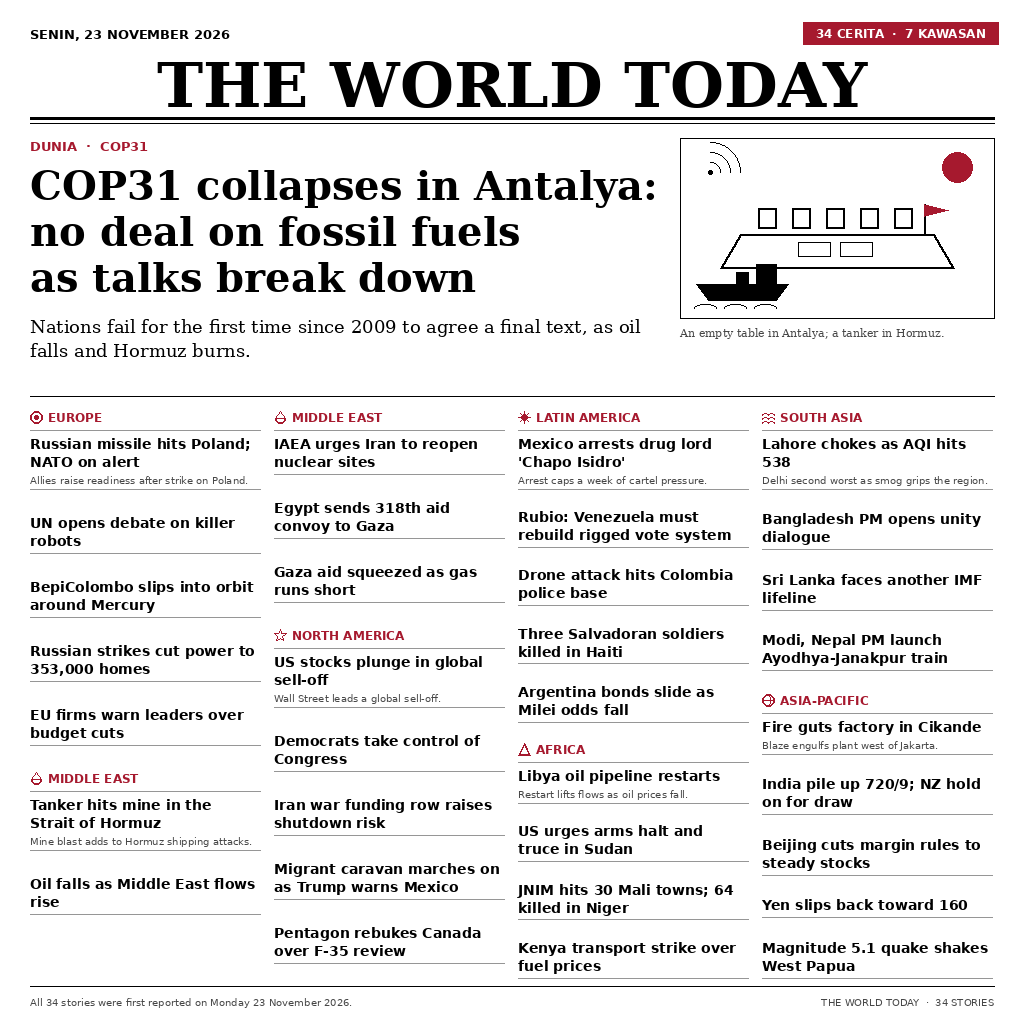 SENIN, 23 NOVEMBER 2026
34 CERITA · 7 KAWASAN
THE WORLD TODAY
DUNIA · COP31
COP31 collapses in Antalya:
no deal on fossil fuels
as talks break down
Nations fail for the first time since 2009 to agree a final text, as oil
falls and Hormuz burns.
An empty table in Antalya; a tanker in Hormuz.
EUROPE
Russian missile hits Poland;
NATO on alert
Allies raise readiness after strike on Poland.
UN opens debate on killer
robots
BepiColombo slips into orbit
around Mercury
Russian strikes cut power to
353,000 homes
EU firms warn leaders over
budget cuts
MIDDLE EAST
Tanker hits mine in the
Strait of Hormuz
Mine blast adds to Hormuz shipping attacks.
Oil falls as Middle East flows
rise
MIDDLE EAST
IAEA urges Iran to reopen
nuclear sites
Egypt sends 318th aid
convoy to Gaza
Gaza aid squeezed as gas
runs short
NORTH AMERICA
US stocks plunge in global
sell-off
Wall Street leads a global sell-off.
Democrats take control of
Congress
Iran war funding row raises
shutdown risk
Migrant caravan marches on
as Trump warns Mexico
Pentagon rebukes Canada
over F-35 review
LATIN AMERICA
Mexico arrests drug lord
'Chapo Isidro'
Arrest caps a week of cartel pressure.
Rubio: Venezuela must
rebuild rigged vote system
Drone attack hits Colombia
police base
Three Salvadoran soldiers
killed in Haiti
Argentina bonds slide as
Milei odds fall
AFRICA
Libya oil pipeline restarts
Restart lifts flows as oil prices fall.
US urges arms halt and
truce in Sudan
JNIM hits 30 Mali towns; 64
killed in Niger
Kenya transport strike over
fuel prices
SOUTH ASIA
Lahore chokes as AQI hits
538
Delhi second worst as smog grips the region.
Bangladesh PM opens unity
dialogue
Sri Lanka faces another IMF
lifeline
Modi, Nepal PM launch
Ayodhya-Janakpur train
ASIA-PACIFIC
Fire guts factory in Cikande
Blaze engulfs plant west of Jakarta.
India pile up 720/9; NZ hold
on for draw
Beijing cuts margin rules to
steady stocks
Yen slips back toward 160
Magnitude 5.1 quake shakes
West Papua
All 34 stories were first reported on Monday 23 November 2026.
THE WORLD TODAY · 34 STORIES